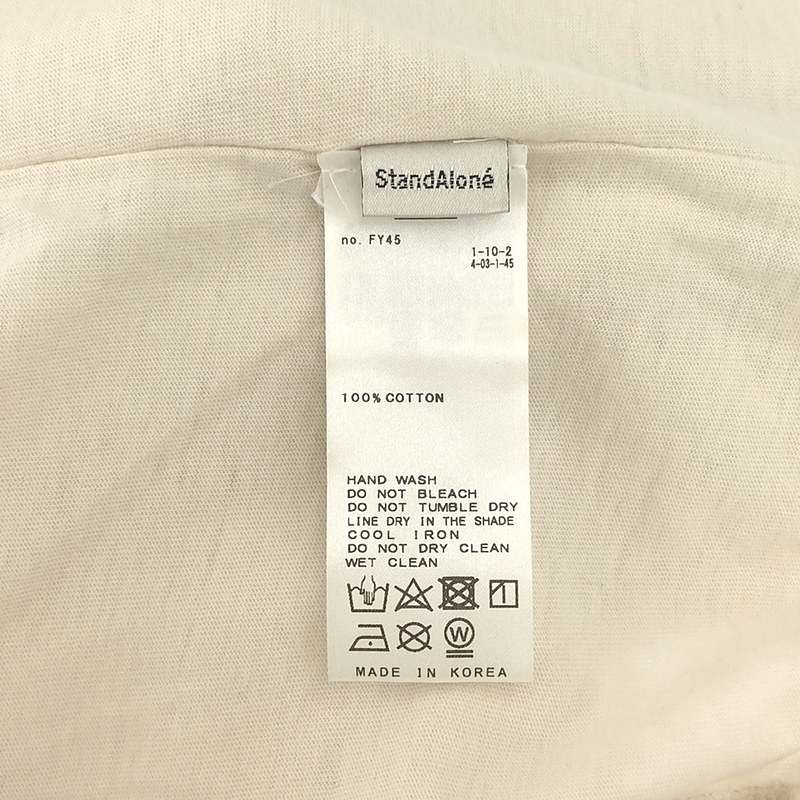 StandAloné
no. FY45
1-10-2
4-03-1-45
100% COTTON
HAND WASH
DO NOT BLEACH
DO NOT TUMBLE DRY
LINE DRY IN THE SHADE
COOL IRON
DO NOT DRY CLEAN
WET CLEAN
W
MADE IN KOREA